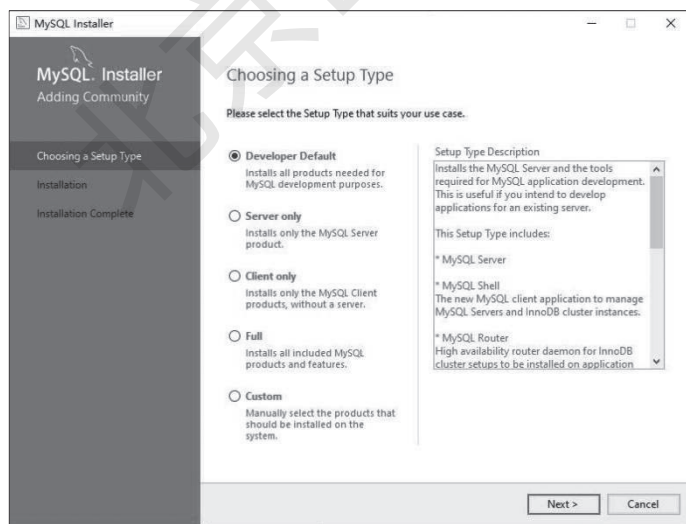 MySQL Installer
MySQL. Installer
Adding Community
Choosing a Setup Type
Installation
Installation Complete
Choosing a Setup Type
Please select the Setup Type that suits your use case.
Developer Default
Installs all products needed for
MySQL development purposes.
Server only
Installs only the MySQL Server
product.
Client only
Installs only the MySQL Client
products, without a server.
Full
Installs all included MySQL
products and features.
Custom
Manually select the products that
should be installed on the
system.
Setup Type Description
Installs the MySQL Server and the tools
required for MySQL application development.
This is useful if you intend to develop
applications for an existing server.
This Setup Type includes:
* MySQL Server
* MySQL Shell
The new MySQL client application to manage
MySQL Servers and InnoDB cluster instances.
* MySQL Router
High availability router daemon for InnoDB
cluster setups to be installed on application
Next >
Cancel